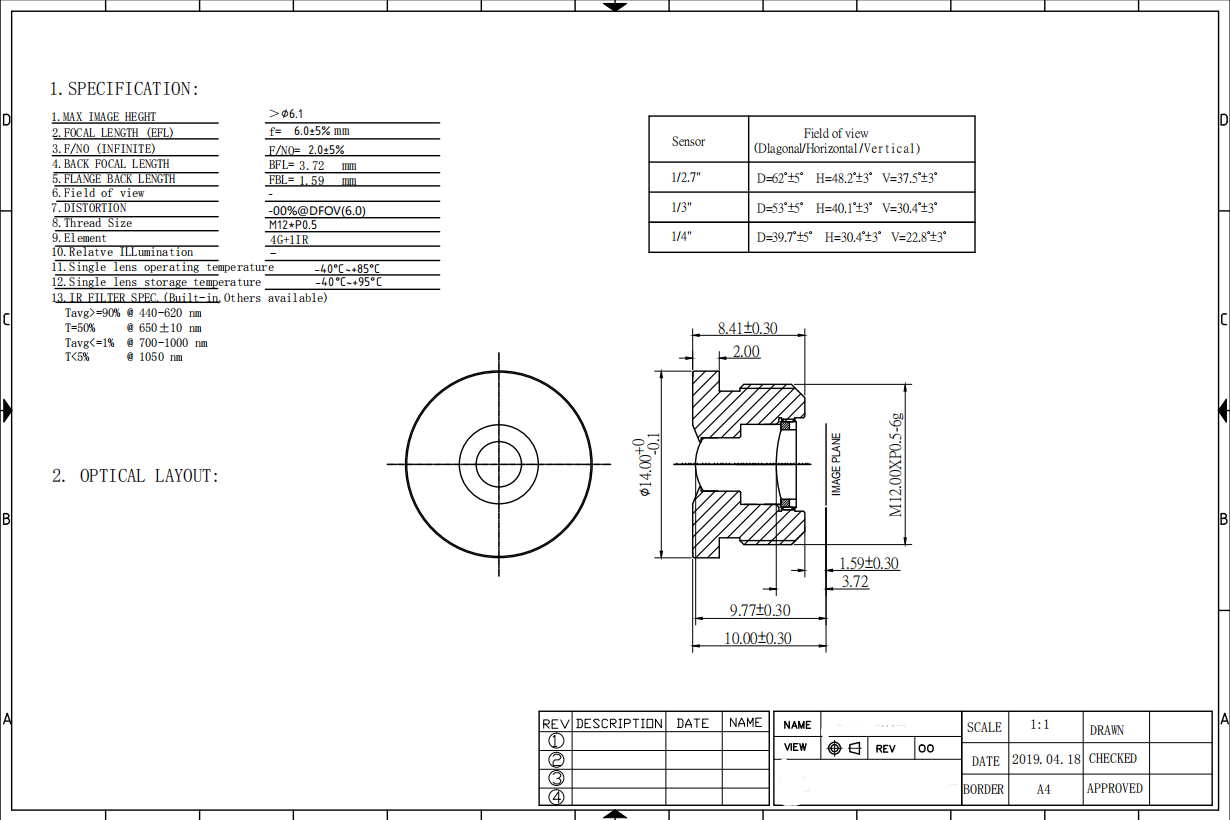 1.SPECIFICATION:
1.MAX IMAGE HEGHT >Φ6.1
2.FOCAL LENGTH (EFL) f= 6.0±5% mm
3.F/NO (INFINITE) F/NO= 2.0±5%
4.BACK FOCAL LENGTH BFL= 3.72 mm
5.FLANGE BACK LENGTH FBL= 1.59 mm
6.Field of view -
7.DISTORTION -00%@DFOV(6.0)
8.Thread Size M12*P0.5
9.Element 4G+1IR
10.Relatve ILLumination -
11.Single lens operating temperature -40°C~+85°C
12.Single lens storage temperature -40°C~+95°C
13.IR FILTER SPEC.(Built-in,Others available)
Tavg>=90% @ 440-620 nm
T=50% @ 650±10 nm
Tavg<=1% @ 700-1000 nm
T<5% @ 1050 nm
Sensor Field of view
(DIagonal/Horizontal/Vertical)
1/2.7" D=62°±5° H=48.2°±3° V=37.5°±3°
1/3" D=53°±5° H=40.1°±3° V=30.4°±3°
1/4" D=39.7°±5° H=30.4°±3° V=22.8°±3°
2. OPTICAL LAYOUT:
8.41±0.30
2.00
Φ14.00+0 -0.1
IMAGE PLANE
M12.00XP0.5-6g
1.59±0.30
3.72
9.77±0.30
10.00±0.30
D
D
C
C
B
B
A
A
REV DESCRIPTION DATE NAME
1
2
3
4
NAME
VIEW REV 00
SCALE 1:1 DRAWN
DATE 2019.04.18 CHECKED
BORDER A4 APPROVED